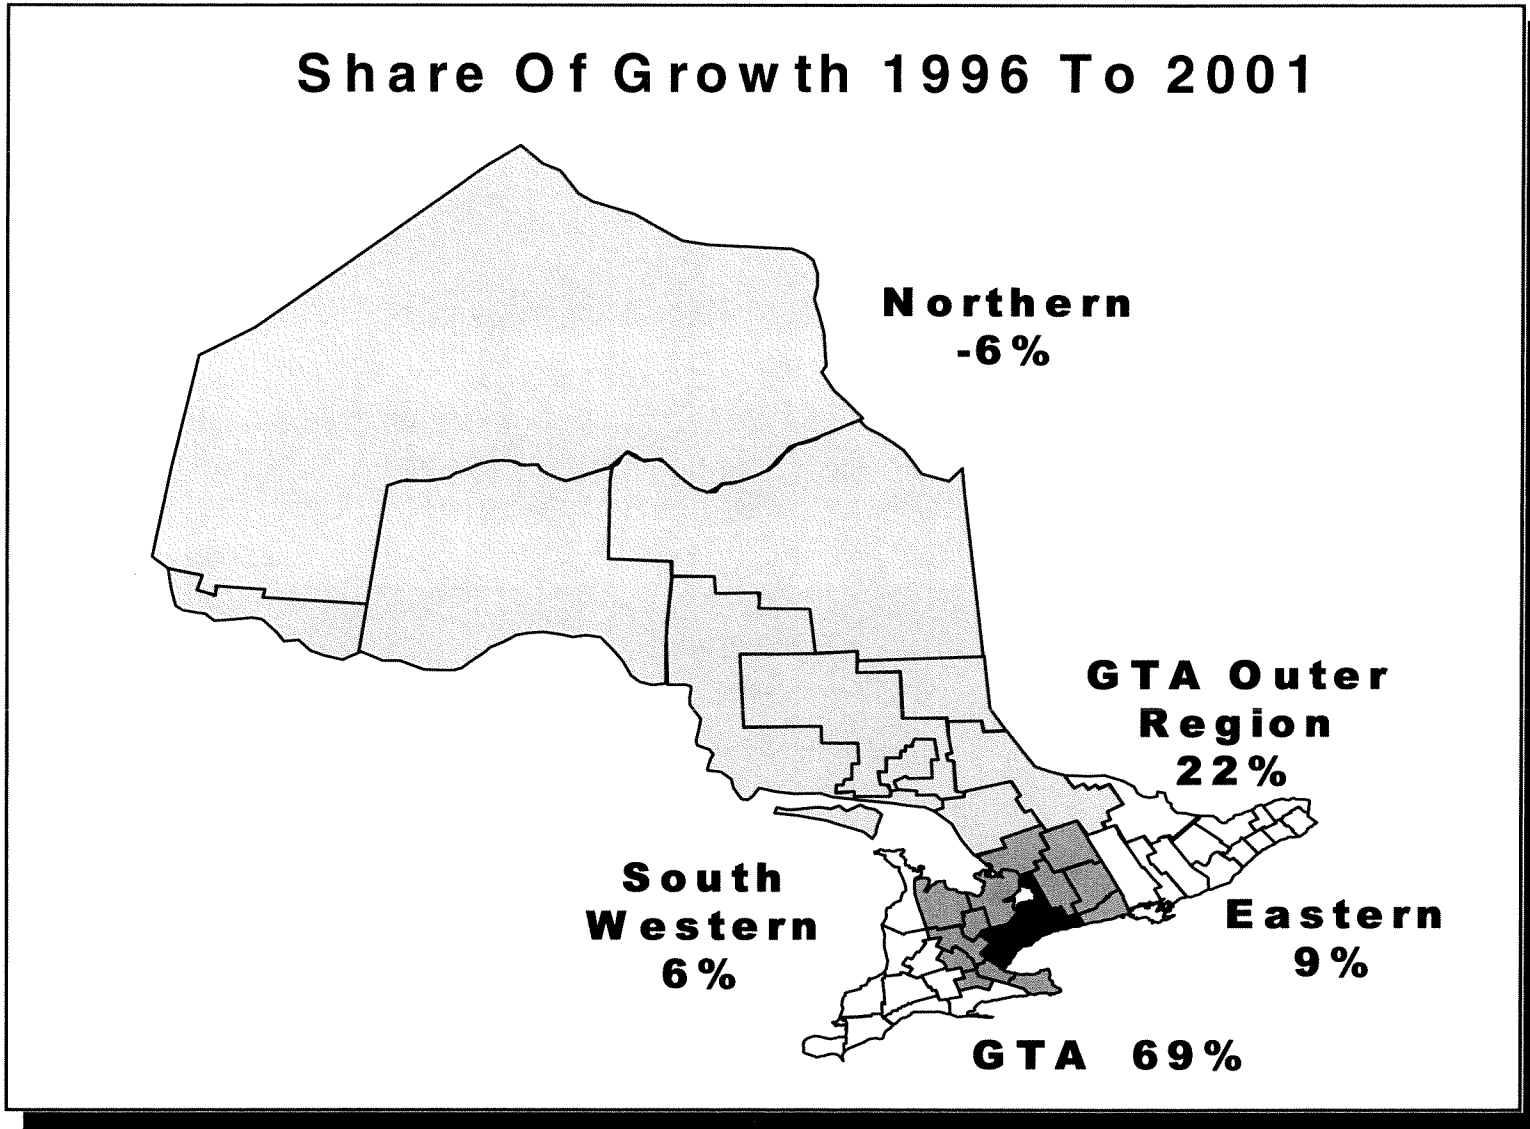 Share Of Growth 1996 To 2001
Northern
-6%
GTA Outer
Region
22%
South
Western
6%
Eastern
9%
GTA 69%